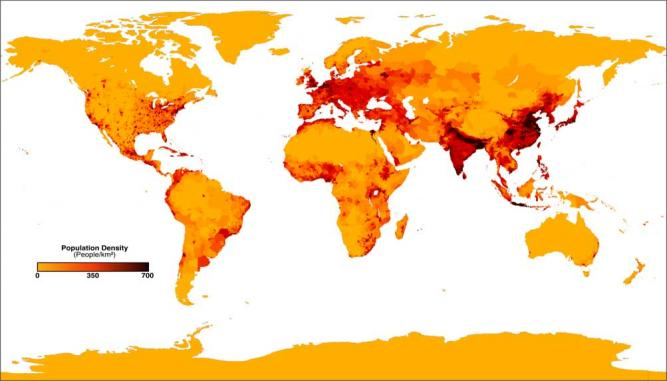 Population Density
(People/km²)
0 350 700